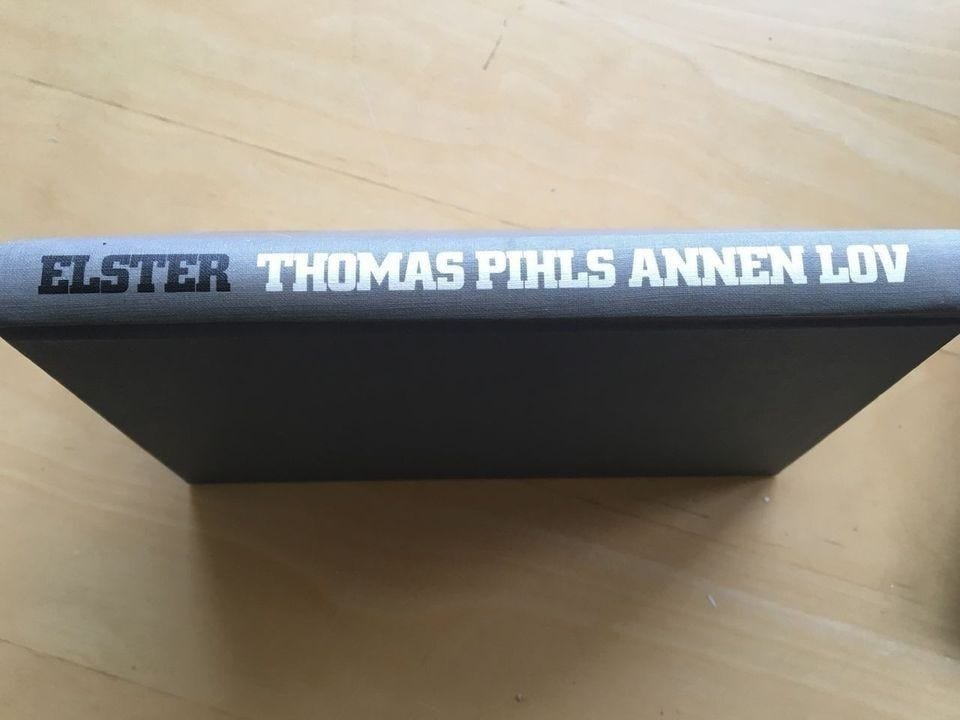 ELSTER THOMAS PIHLS ANNEN LOV